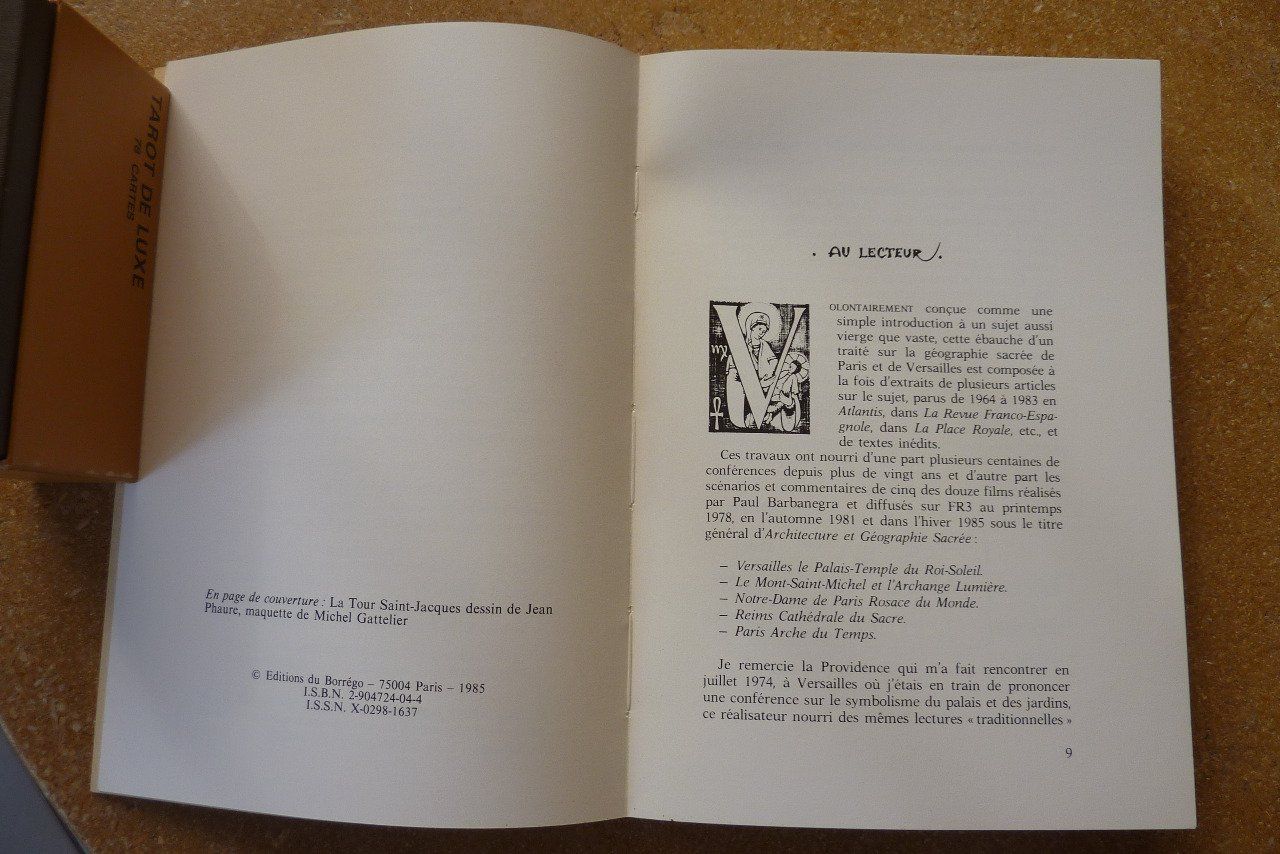 TAROT DE LUXE
78 CARTES
En page de couverture : La Tour Saint-Jacques dessin de Jean
Phaure, maquette de Michel Gattelier
© Editions du Borrégo – 75004 Paris – 1985
I.S.B.N. 2-904724-04-4
I.S.S.N. X-0298-1637
. AU LECTEUR .
VOLONTAIREMENT conçue comme une
simple introduction à un sujet aussi
vierge que vaste, cette ébauche d'un
traité sur la géographie sacrée de
Paris et de Versailles est composée à
la fois d'extraits de plusieurs articles
sur le sujet, parus de 1964 à 1983 en
Atlantis, dans La Revue Franco-Espa-
gnole, dans La Place Royale, etc., et
de textes inédits.
Ces travaux ont nourri d'une part plusieurs centaines de
conférences depuis plus de vingt ans et d'autre part les
scénarios et commentaires de cinq des douze films réalisés
par Paul Barbanegra et diffusés sur FR3 au printemps
1978, en l'automne 1981 et dans l'hiver 1985 sous le titre
général d'Architecture et Géographie Sacrée :
– Versailles le Palais-Temple du Roi-Soleil.
– Le Mont-Saint-Michel et l'Archange Lumière.
– Notre-Dame de Paris Rosace du Monde.
– Reims Cathédrale du Sacre.
– Paris Arche du Temps.
Je remercie la Providence qui m'a fait rencontrer en
juillet 1974, à Versailles où j'étais en train de prononcer
une conférence sur le symbolisme du palais et des jardins,
ce réalisateur nourri des mêmes lectures « traditionnelles »
9